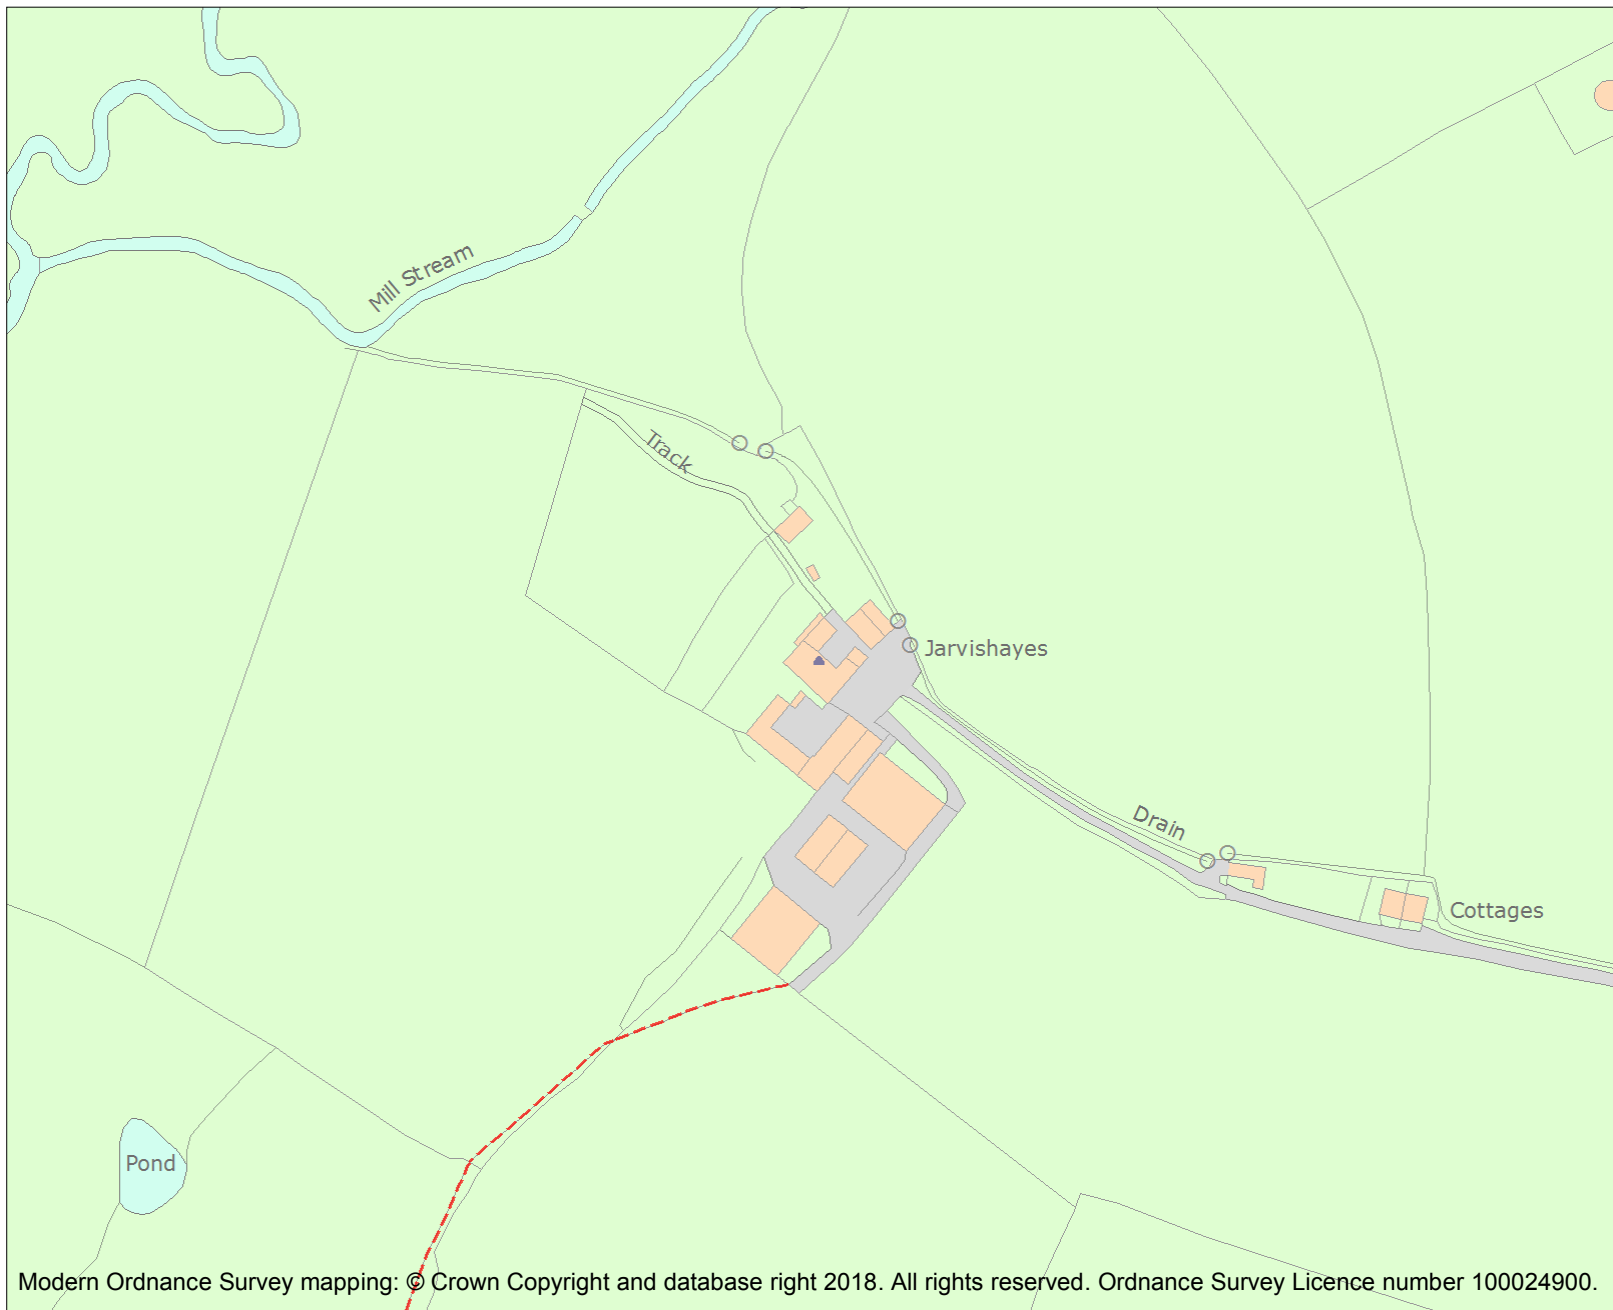 Mill Stream
Track
Jarvishayes
Drain
Cottages
Pond
Modern Ordnance Survey mapping: © Crown Copyright and database right 2018. All rights reserved. Ordnance Survey Licence number 100024900.